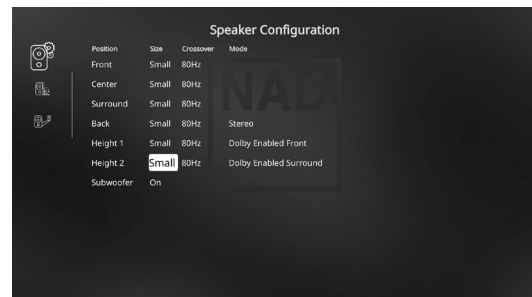 Speaker Configuration
Position Size Crossover Mode
Front Small 80Hz
Center Small 80Hz
Surround Small 80Hz
Back Small 80Hz Stereo
Height 1 Small 80Hz Dolby Enabled Front
Height 2 Small 80Hz Dolby Enabled Surround
Subwoofer On
NAD